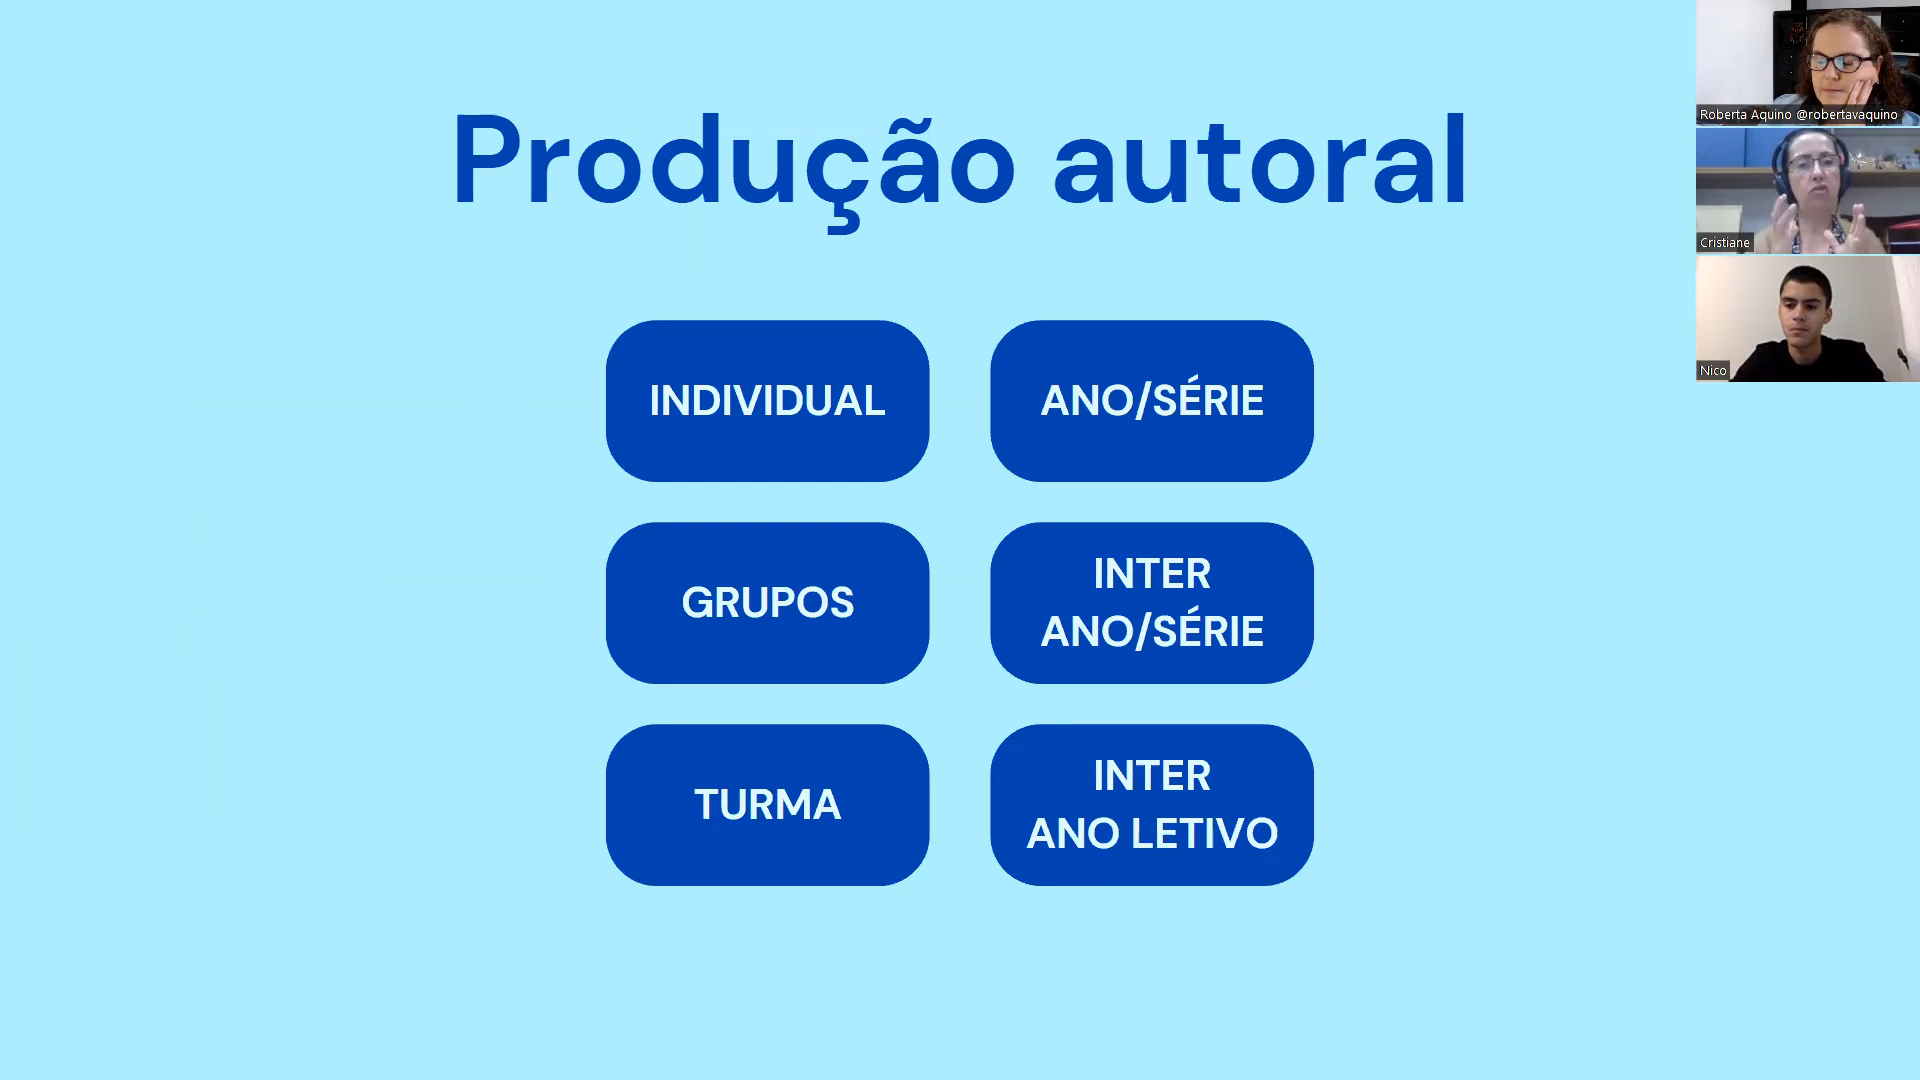 Produção autoral
INDIVIDUAL
ANO/SÉRIE
GRUPOS
INTER
ANO/SÉRIE
TURMA
INTER
ANO LETIVO
Roberta Aquino @robertavaquino
Cristiane
Nico